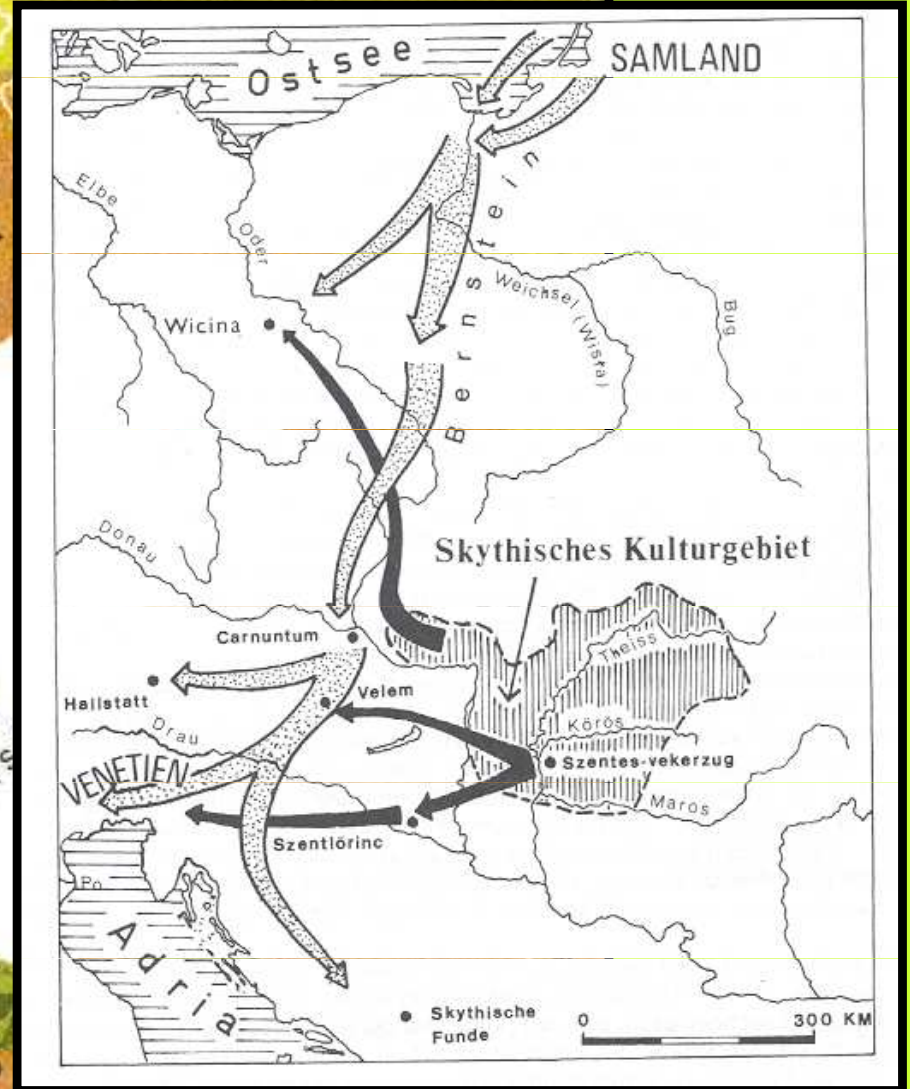 Ostsee
SAMLAND
Elbe
Oder
Bernstein
Weichsel (Wista)
Bug
Wicina
Donau
Skythisches Kulturgebiet
Carnuntum
Theiss
Hallstatt
Velem
Drau
Körös
VENETIEN
Szentes-vekerzug
Maros
Szentlörinc
Po
Adria
Skythische
Funde
0 300 KM